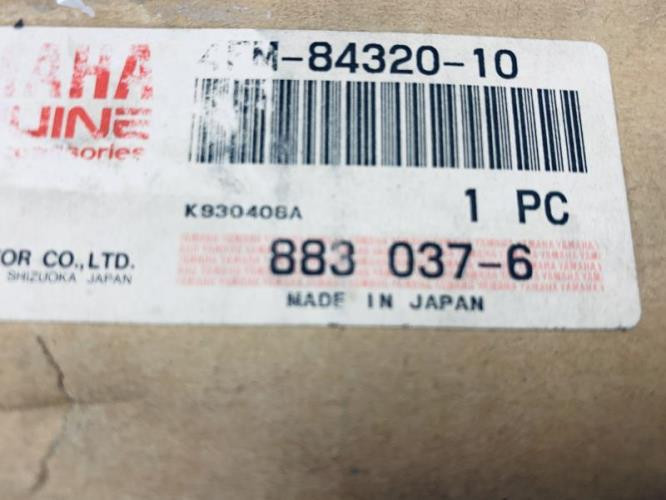 -84320-10
K930406A
1 PC
OR CO.,LTD.
SHIZUOKA JAPAN
883 037-6
MADE IN JAPAN